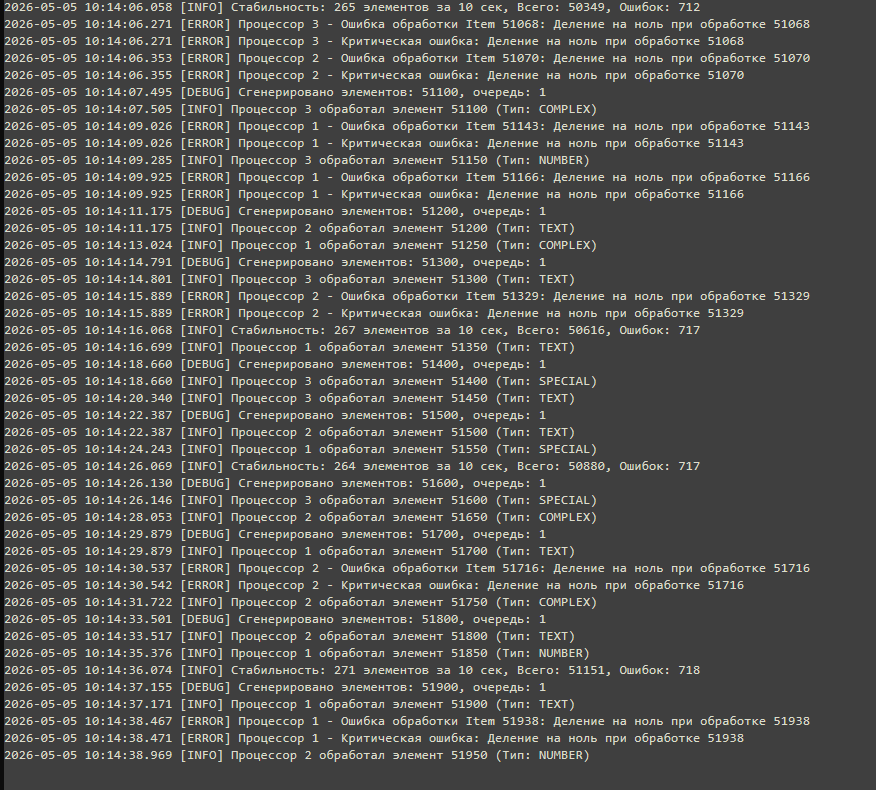 2026-05-05 10:14:06.058 [INFO] Стабильность: 265 элементов за 10 сек, Всего: 50349, Ошибок: 712
2026-05-05 10:14:06.271 [ERROR] Процессор 3 - Ошибка обработки Item 51068: Деление на ноль при обработке 51068
2026-05-05 10:14:06.271 [ERROR] Процессор 3 - Критическая ошибка: Деление на ноль при обработке 51068
2026-05-05 10:14:06.353 [ERROR] Процессор 2 - Ошибка обработки Item 51070: Деление на ноль при обработке 51070
2026-05-05 10:14:06.355 [ERROR] Процессор 2 - Критическая ошибка: Деление на ноль при обработке 51070
2026-05-05 10:14:07.495 [DEBUG] Сгенерировано элементов: 51100, очередь: 1
2026-05-05 10:14:07.505 [INFO] Процессор 3 обработал элемент 51100 (Тип: COMPLEX)
2026-05-05 10:14:09.026 [ERROR] Процессор 1 - Ошибка обработки Item 51143: Деление на ноль при обработке 51143
2026-05-05 10:14:09.026 [ERROR] Процессор 1 - Критическая ошибка: Деление на ноль при обработке 51143
2026-05-05 10:14:09.285 [INFO] Процессор 3 обработал элемент 51150 (Тип: NUMBER)
2026-05-05 10:14:09.925 [ERROR] Процессор 1 - Ошибка обработки Item 51166: Деление на ноль при обработке 51166
2026-05-05 10:14:09.925 [ERROR] Процессор 1 - Критическая ошибка: Деление на ноль при обработке 51166
2026-05-05 10:14:11.175 [DEBUG] Сгенерировано элементов: 51200, очередь: 1
2026-05-05 10:14:11.175 [INFO] Процессор 2 обработал элемент 51200 (Тип: TEXT)
2026-05-05 10:14:13.024 [INFO] Процессор 1 обработал элемент 51250 (Тип: COMPLEX)
2026-05-05 10:14:14.791 [DEBUG] Сгенерировано элементов: 51300, очередь: 1
2026-05-05 10:14:14.801 [INFO] Процессор 3 обработал элемент 51300 (Тип: TEXT)
2026-05-05 10:14:15.889 [ERROR] Процессор 2 - Ошибка обработки Item 51329: Деление на ноль при обработке 51329
2026-05-05 10:14:15.889 [ERROR] Процессор 2 - Критическая ошибка: Деление на ноль при обработке 51329
2026-05-05 10:14:16.068 [INFO] Стабильность: 267 элементов за 10 сек, Всего: 50616, Ошибок: 717
2026-05-05 10:14:16.699 [INFO] Процессор 1 обработал элемент 51350 (Тип: TEXT)
2026-05-05 10:14:18.660 [DEBUG] Сгенерировано элементов: 51400, очередь: 1
2026-05-05 10:14:18.660 [INFO] Процессор 3 обработал элемент 51400 (Тип: SPECIAL)
2026-05-05 10:14:20.340 [INFO] Процессор 3 обработал элемент 51450 (Тип: TEXT)
2026-05-05 10:14:22.387 [DEBUG] Сгенерировано элементов: 51500, очередь: 1
2026-05-05 10:14:22.387 [INFO] Процессор 2 обработал элемент 51500 (Тип: TEXT)
2026-05-05 10:14:24.243 [INFO] Процессор 1 обработал элемент 51550 (Тип: SPECIAL)
2026-05-05 10:14:26.069 [INFO] Стабильность: 264 элементов за 10 сек, Всего: 50880, Ошибок: 717
2026-05-05 10:14:26.130 [DEBUG] Сгенерировано элементов: 51600, очередь: 1
2026-05-05 10:14:26.146 [INFO] Процессор 3 обработал элемент 51600 (Тип: SPECIAL)
2026-05-05 10:14:28.053 [INFO] Процессор 2 обработал элемент 51650 (Тип: COMPLEX)
2026-05-05 10:14:29.879 [DEBUG] Сгенерировано элементов: 51700, очередь: 1
2026-05-05 10:14:29.879 [INFO] Процессор 1 обработал элемент 51700 (Тип: TEXT)
2026-05-05 10:14:30.537 [ERROR] Процессор 2 - Ошибка обработки Item 51716: Деление на ноль при обработке 51716
2026-05-05 10:14:30.542 [ERROR] Процессор 2 - Критическая ошибка: Деление на ноль при обработке 51716
2026-05-05 10:14:31.722 [INFO] Процессор 2 обработал элемент 51750 (Тип: COMPLEX)
2026-05-05 10:14:33.501 [DEBUG] Сгенерировано элементов: 51800, очередь: 1
2026-05-05 10:14:33.517 [INFO] Процессор 2 обработал элемент 51800 (Тип: TEXT)
2026-05-05 10:14:35.376 [INFO] Процессор 1 обработал элемент 51850 (Тип: NUMBER)
2026-05-05 10:14:36.074 [INFO] Стабильность: 271 элементов за 10 сек, Всего: 51151, Ошибок: 718
2026-05-05 10:14:37.155 [DEBUG] Сгенерировано элементов: 51900, очередь: 1
2026-05-05 10:14:37.171 [INFO] Процессор 1 обработал элемент 51900 (Тип: TEXT)
2026-05-05 10:14:38.467 [ERROR] Процессор 1 - Ошибка обработки Item 51938: Деление на ноль при обработке 51938
2026-05-05 10:14:38.471 [ERROR] Процессор 1 - Критическая ошибка: Деление на ноль при обработке 51938
2026-05-05 10:14:38.969 [INFO] Процессор 2 обработал элемент 51950 (Тип: NUMBER)